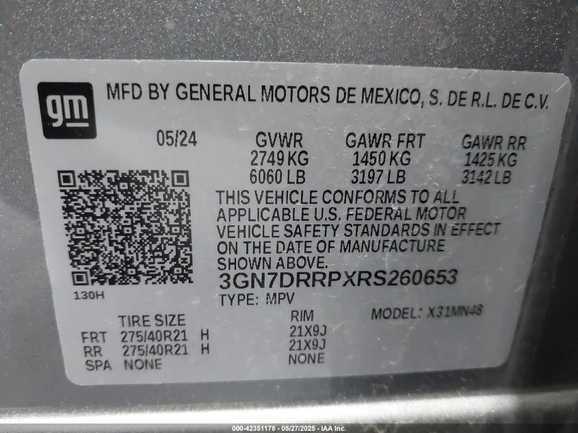 gm
MFD BY GENERAL MOTORS DE MEXICO, S. DE R.L. DE C.V.
05/24 GVWR GAWR FRT GAWR RR
2749 KG 1450 KG 1425 KG
6060 LB 3197 LB 3142 LB
THIS VEHICLE CONFORMS TO ALL
APPLICABLE U.S. FEDERAL MOTOR
VEHICLE SAFETY STANDARDS IN EFFECT
ON THE DATE OF MANUFACTURE
SHOWN ABOVE.
3GN7DRRPXRS260653
130H
TYPE: MPV
MODEL: X31MN48
TIRE SIZE RIM
FRT 275/40R21 H 21X9J
RR 275/40R21 H 21X9J
SPA NONE NONE
000-42351178 - 05/27/2025 - IAA Inc.